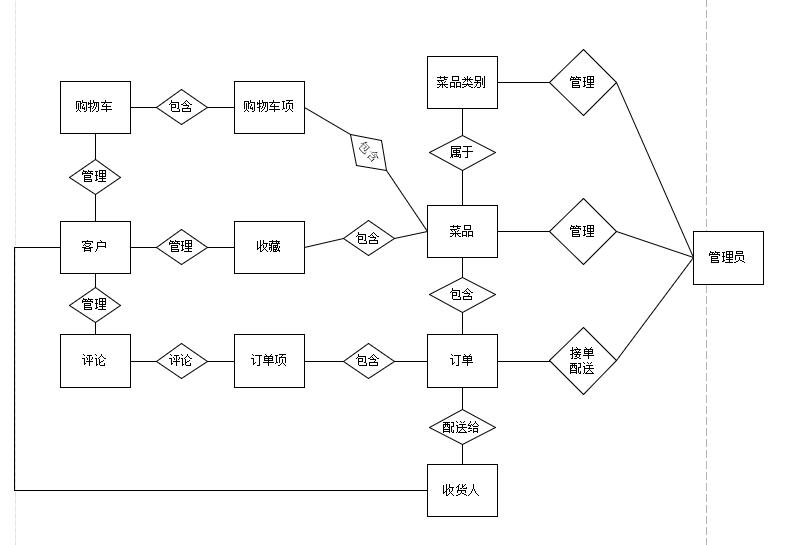 菜品类别
管理
购物车
包含
购物车项
包含
属于
管理
客户
管理
收藏
包含
菜品
管理
管理员
管理
包含
评论
评论
订单项
包含
订单
接单
配送
配送给
收货人